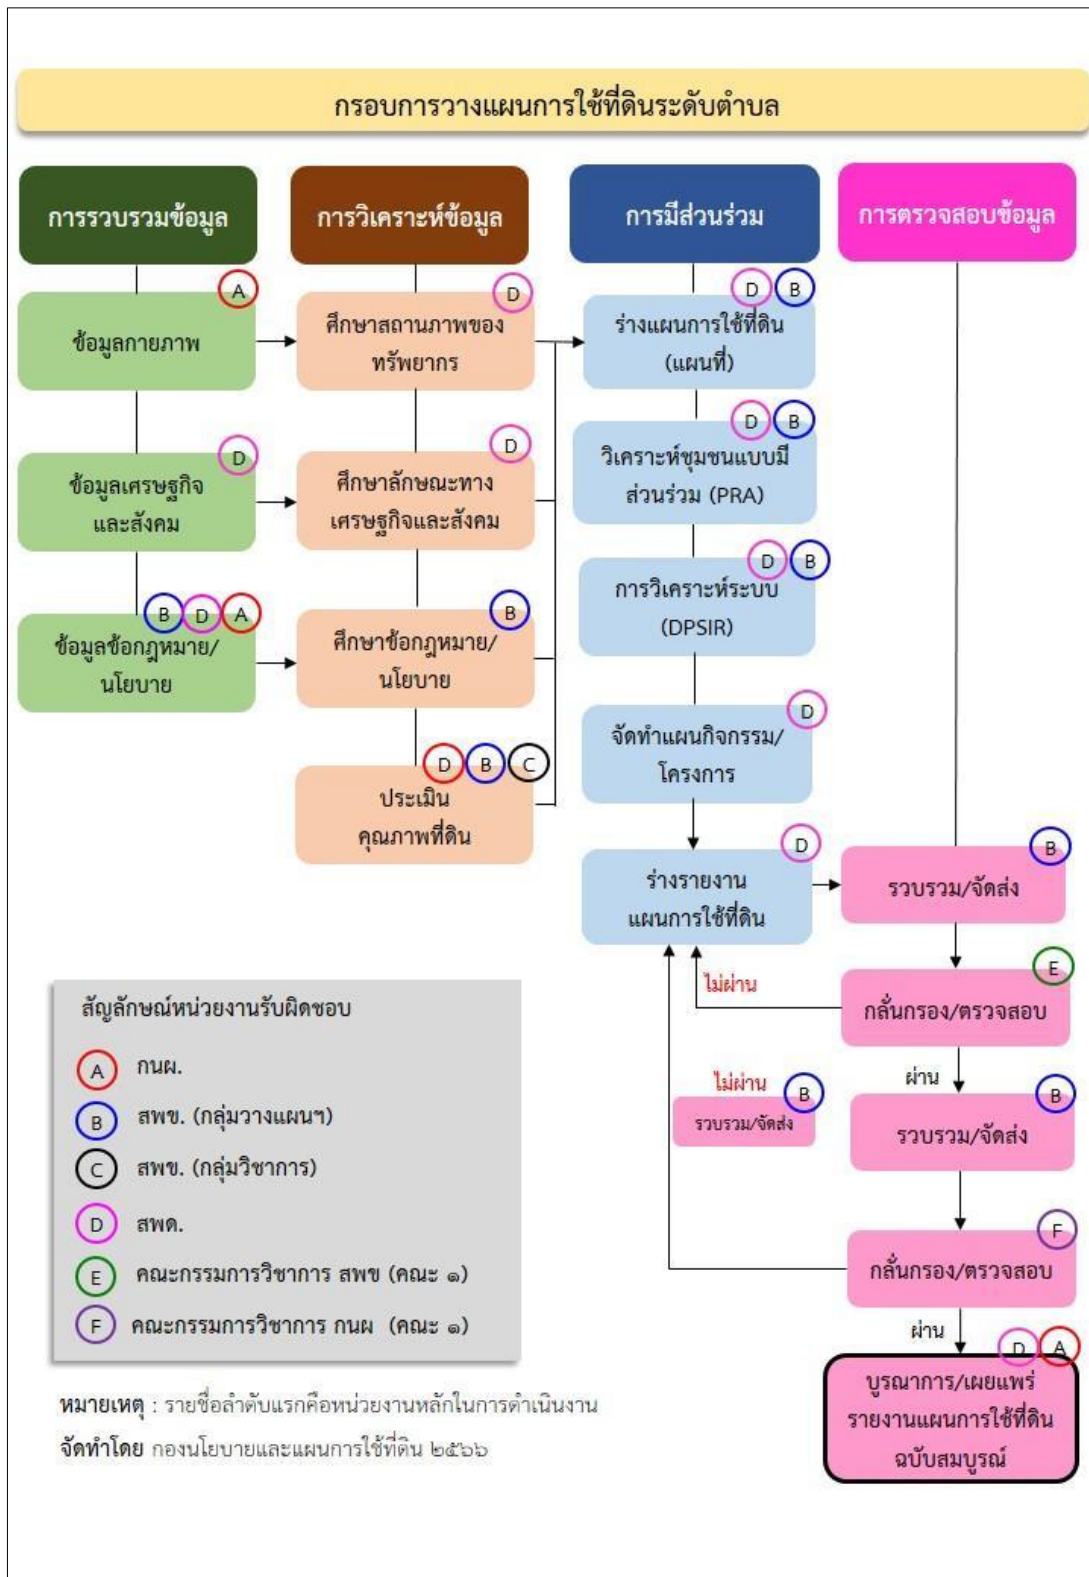 กรอบการวางแผนการใช้ที่ดินระดับตำบล
การรวบรวมข้อมูล
การวิเคราะห์ข้อมูล
การมีส่วนร่วม
การตรวจสอบข้อมูล
A
ข้อมูลกายภาพ
D
ศึกษาสถานภาพของ
ทรัพยากร
D B
ร่างแผนการใช้ที่ดิน
(แผนที่)
D
ข้อมูลเศรษฐกิจ
และสังคม
D
ศึกษาลักษณะทาง
เศรษฐกิจและสังคม
D B
วิเคราะห์ชุมชนแบบมี
ส่วนร่วม (PRA)
B D A
ข้อมูลข้อกฎหมาย/
นโยบาย
B
ศึกษาข้อกฎหมาย/
นโยบาย
D B
การวิเคราะห์ระบบ
(DPSIR)
D B C
ประเมิน
คุณภาพที่ดิน
D
จัดทำแผนกิจกรรม/
โครงการ
D
ร่างรายงาน
แผนการใช้ที่ดิน
B
รวบรวม/จัดส่ง
ไม่ผ่าน
E
กลั่นกรอง/ตรวจสอบ
ผ่าน
ไม่ผ่าน
B
รวบรวม/จัดส่ง
B
รวบรวม/จัดส่ง
F
กลั่นกรอง/ตรวจสอบ
ผ่าน
D A
บูรณาการ/เผยแพร่
รายงานแผนการใช้ที่ดิน
ฉบับสมบูรณ์
สัญลักษณ์หน่วยงานรับผิดชอบ
A กนผ.
B สพข. (กลุ่มวางแผนฯ)
C สพข. (กลุ่มวิชาการ)
D สพด.
E คณะกรรมการวิชาการ สพข (คณะ ๑)
F คณะกรรมการวิชาการ กนผ (คณะ ๑)
หมายเหตุ : รายชื่อลำดับแรกคือหน่วยงานหลักในการดำเนินงาน
จัดทำโดย กองนโยบายและแผนการใช้ที่ดิน ๒๕๖๖